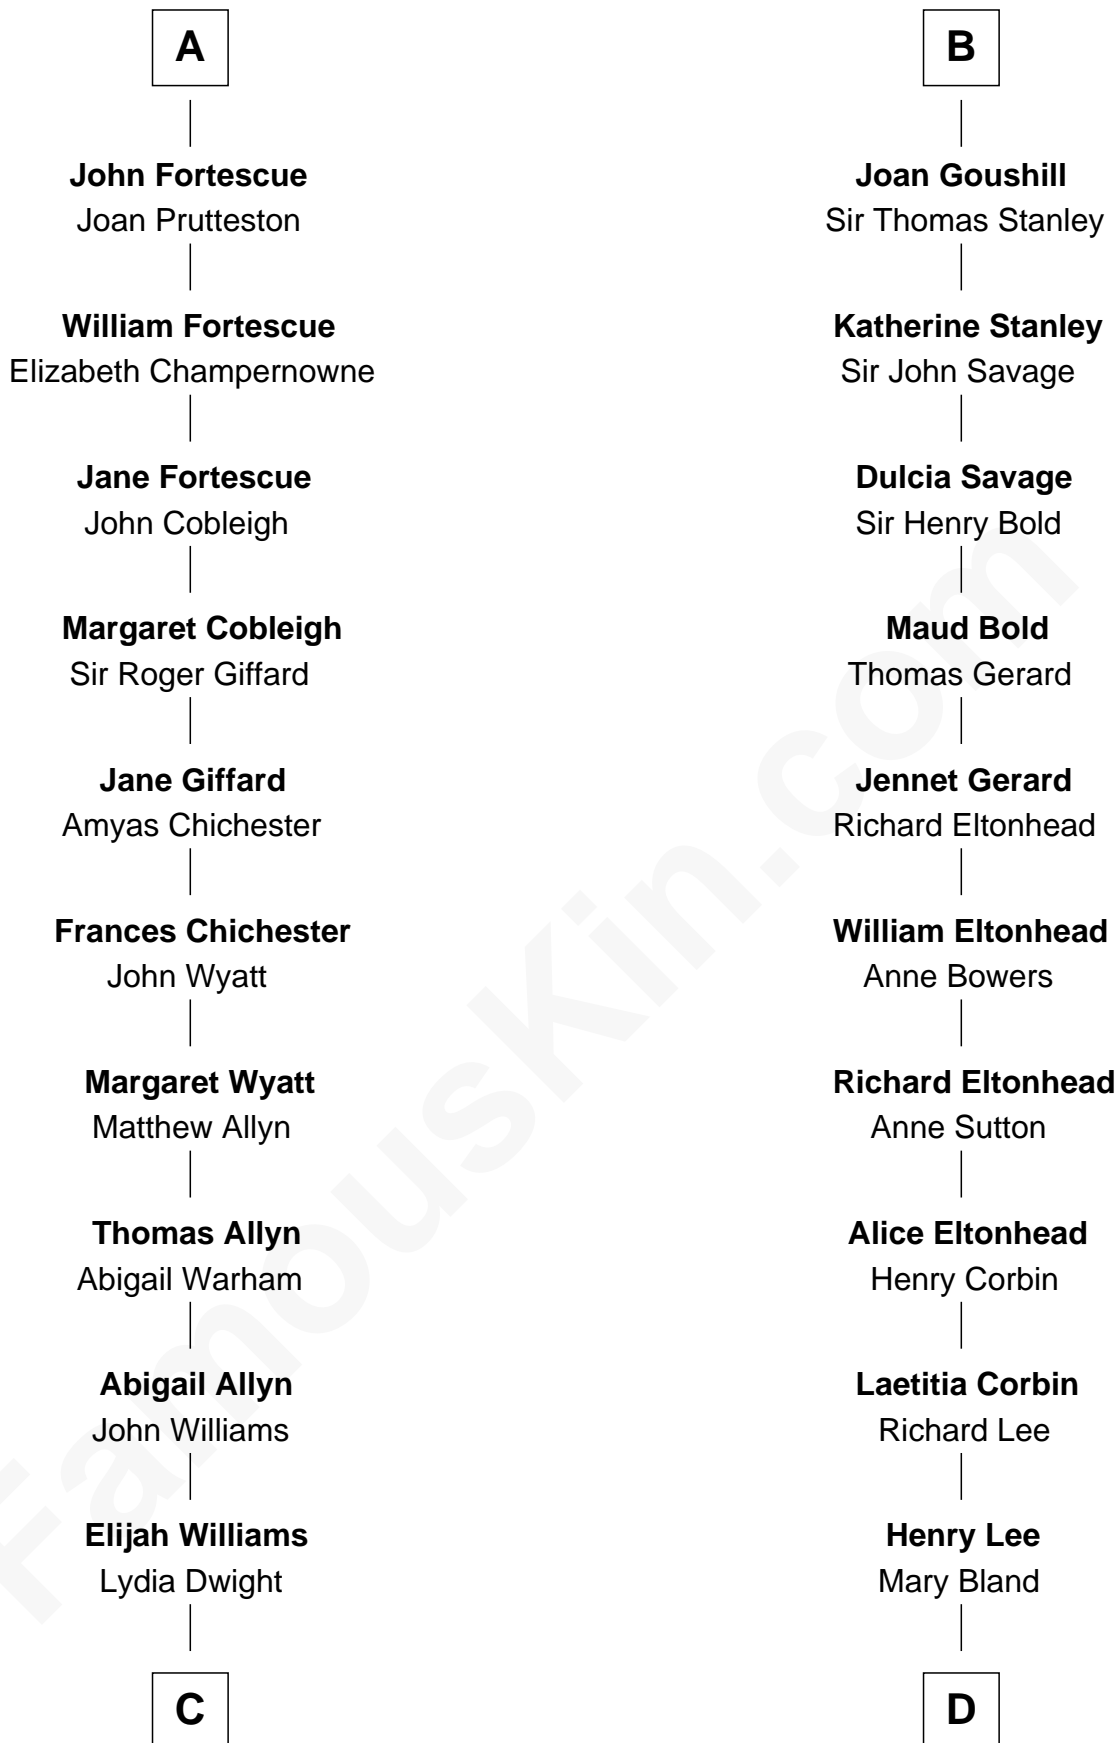 A
John Fortescue
Joan Prutteston
William Fortescue
Elizabeth Champernowne
Jane Fortescue
John Cobleigh
Margaret Cobleigh
Sir Roger Giffard
Jane Giffard
Amyas Chichester
Frances Chichester
John Wyatt
Margaret Wyatt
Matthew Allyn
Thomas Allyn
Abigail Warham
Abigail Allyn
John Williams
Elijah Williams
Lydia Dwight
C
B
Joan Goushill
Sir Thomas Stanley
Katherine Stanley
Sir John Savage
Dulcia Savage
Sir Henry Bold
Maud Bold
Thomas Gerard
Jennet Gerard
Richard Eltonhead
William Eltonhead
Anne Bowers
Richard Eltonhead
Anne Sutton
Alice Eltonhead
Henry Corbin
Laetitia Corbin
Richard Lee
Henry Lee
Mary Bland
D
FamousKin.com